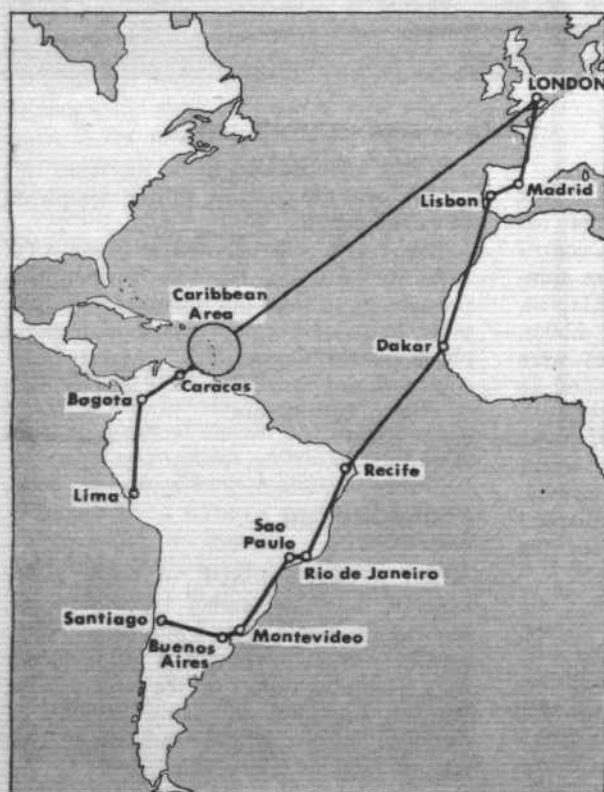 LONDON
Lisbon
Madrid
Caribbean
Area
Dakar
Bogota
Caracas
Recife
Lima
Sao
Paulo
Rio de Janeiro
Santiago
Buenos
Aires
Montevideo